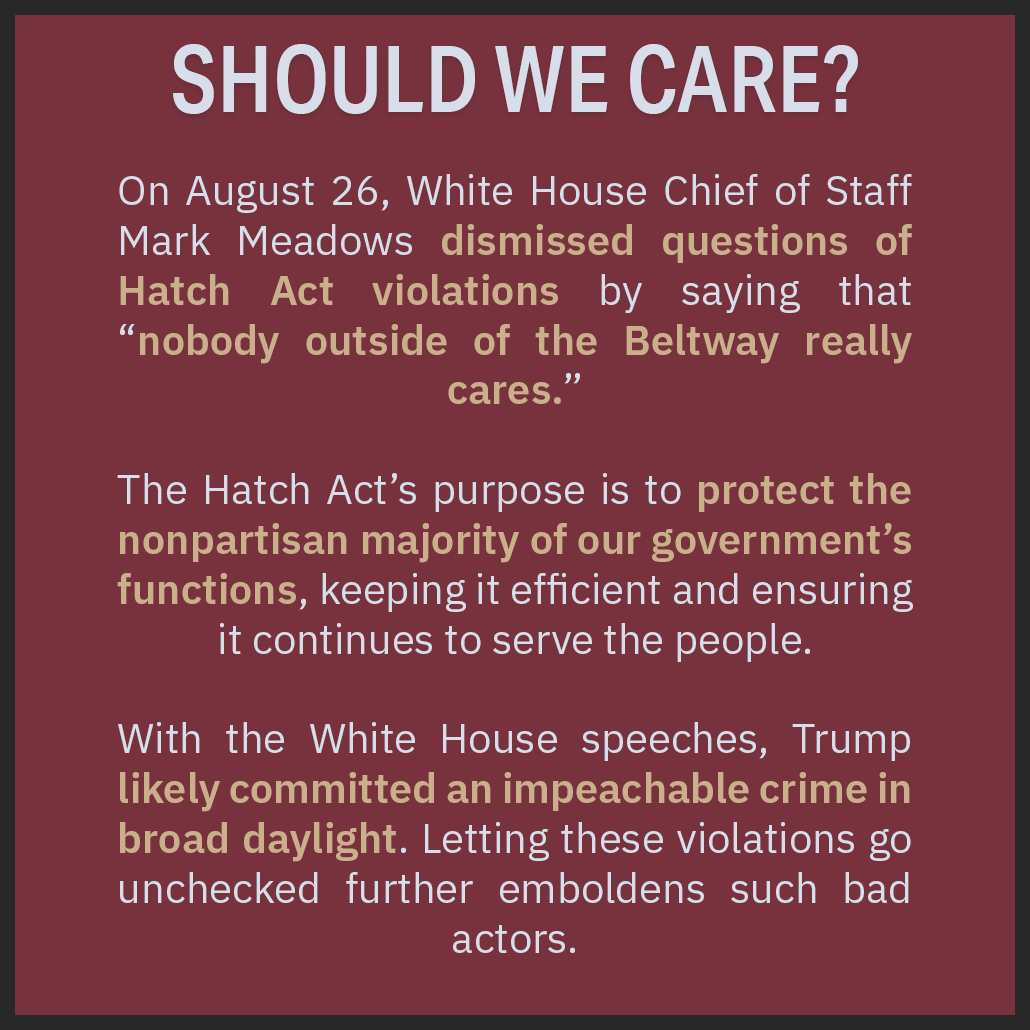 SHOULD WE CARE?
On August 26, White House Chief of Staff
Mark Meadows dismissed questions of
Hatch Act violations by saying that
“nobody outside of the Beltway really
cares.”
The Hatch Act’s purpose is to protect the
nonpartisan majority of our government’s
functions, keeping it efficient and ensuring
it continues to serve the people.
With the White House speeches, Trump
likely committed an impeachable crime in
broad daylight. Letting these violations go
unchecked further emboldens such bad
actors.